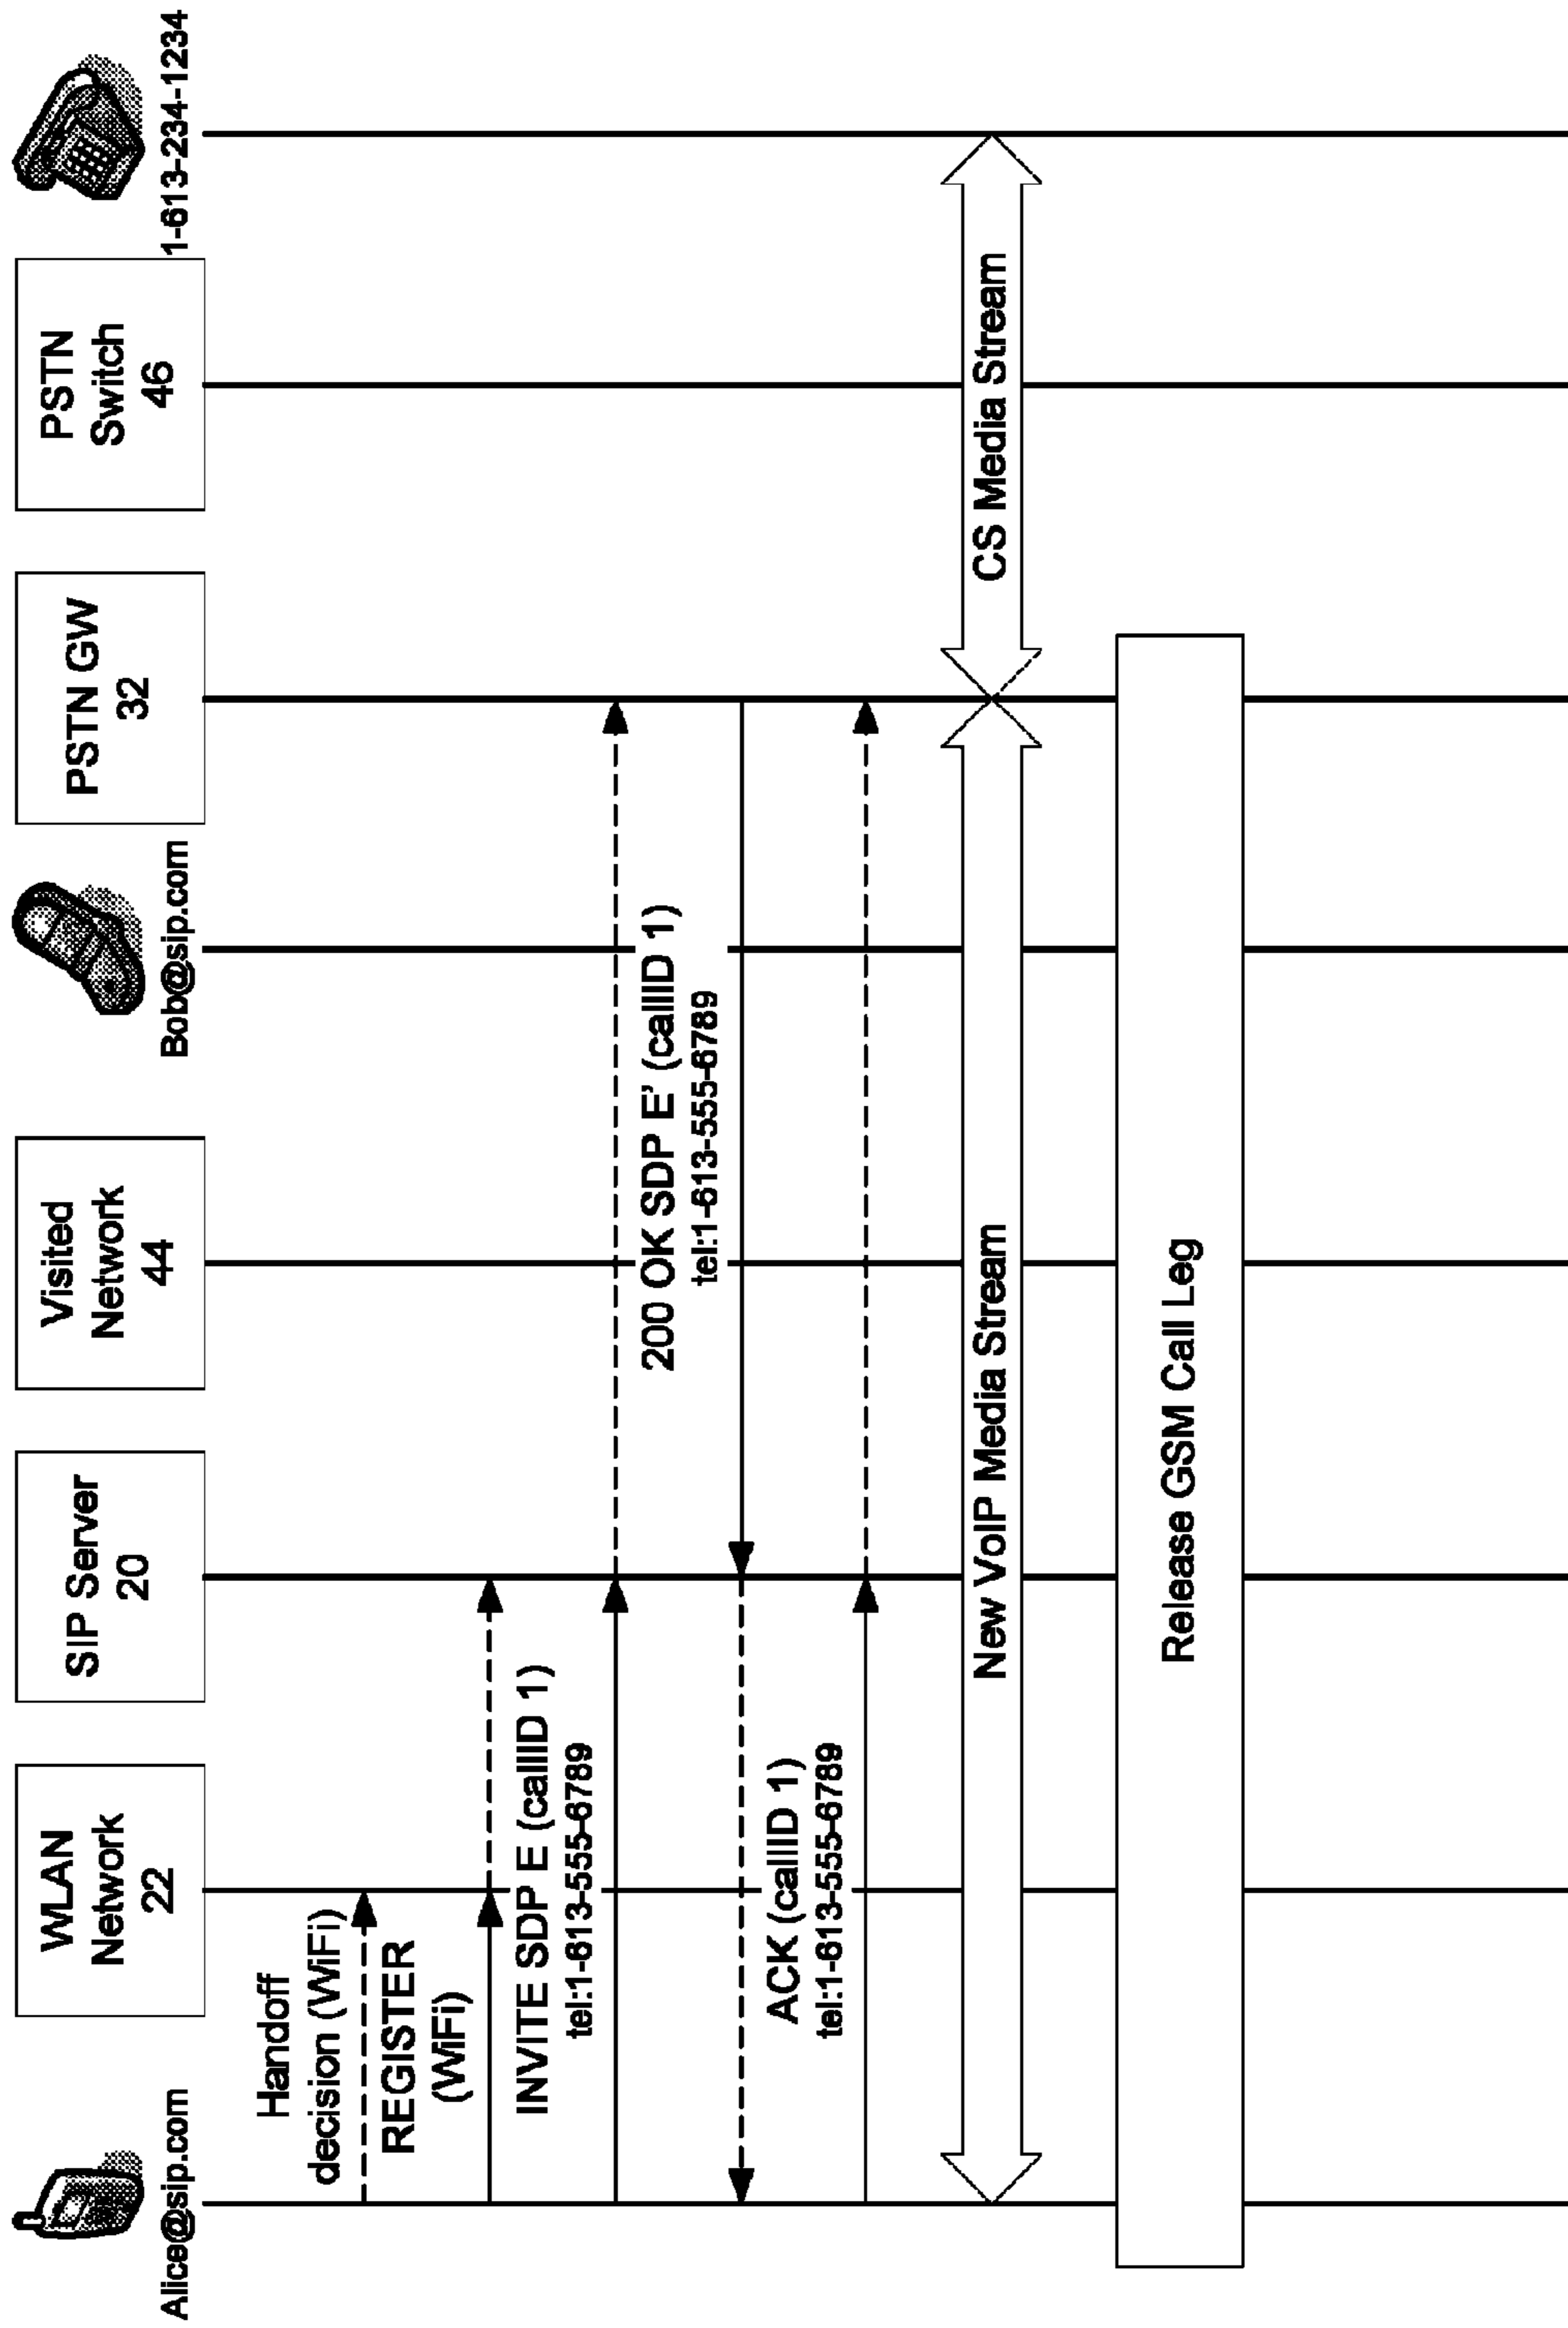 Alice@sip.com
WLAN
Network
22
SIP Server
20
Visited
Network
44
Bob@sip.com
PSTN GW
32
PSTN
Switch
46
1-613-234-1234
Handoff
decision (WiFi)
REGISTER
(WiFi)
INVITE SDP E (callID 1)
tel:1-613-555-6789
200 OK SDP E' (callID 1)
tel:1-613-555-6789
ACK (callID 1)
tel:1-613-555-6789
New VoIP Media Stream
CS Media Stream
Release GSM Call Leg